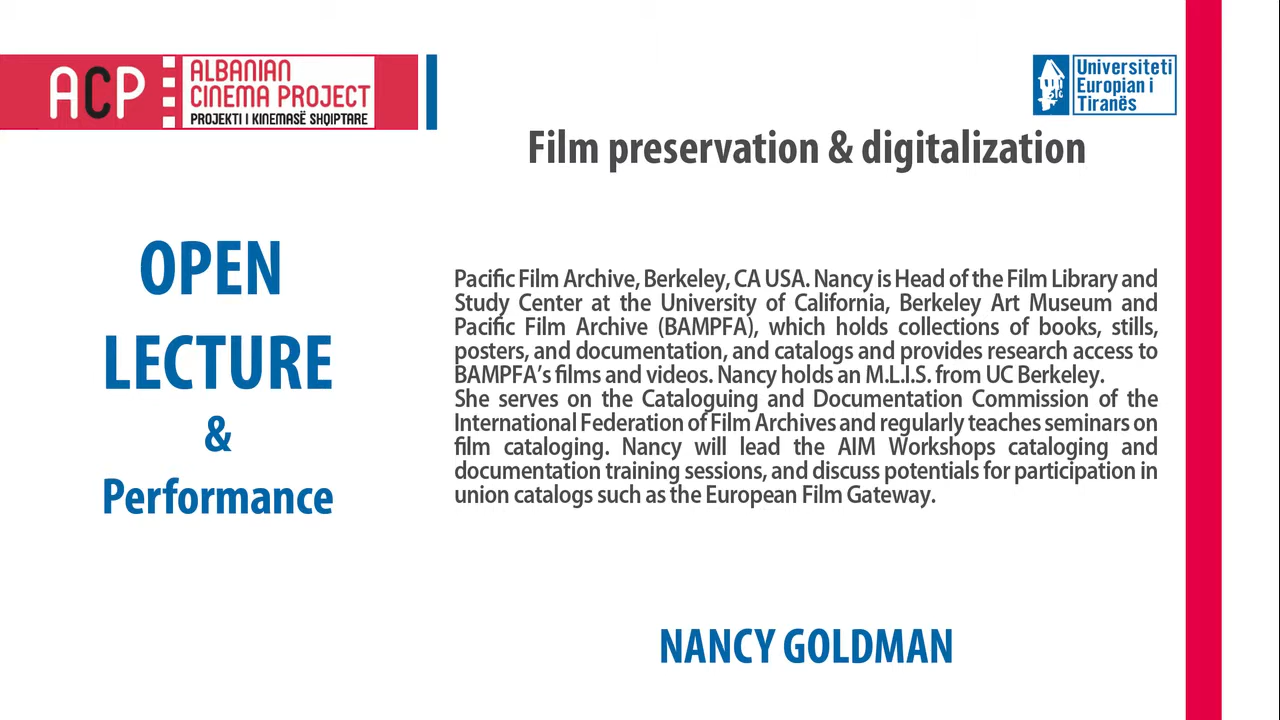 ACP
ALBANIAN
CINEMA PROJECT
PROJEKTI I KINEMASË SHQIPTARE
Universiteti
Europian i
Tiranës
Film preservation & digitalization
OPEN
LECTURE
&
Performance
Pacific Film Archive, Berkeley, CA USA. Nancy is Head of the Film Library and
Study Center at the University of California, Berkeley Art Museum and
Pacific Film Archive (BAMPFA), which holds collections of books, stills,
posters, and documentation, and catalogs and provides research access to
BAMPFA’s films and videos. Nancy holds an M.L.I.S. from UC Berkeley.
She serves on the Cataloguing and Documentation Commission of the
International Federation of Film Archives and regularly teaches seminars on
film cataloging. Nancy will lead the AIM Workshops cataloging and
documentation training sessions, and discuss potentials for participation in
union catalogs such as the European Film Gateway.
NANCY GOLDMAN